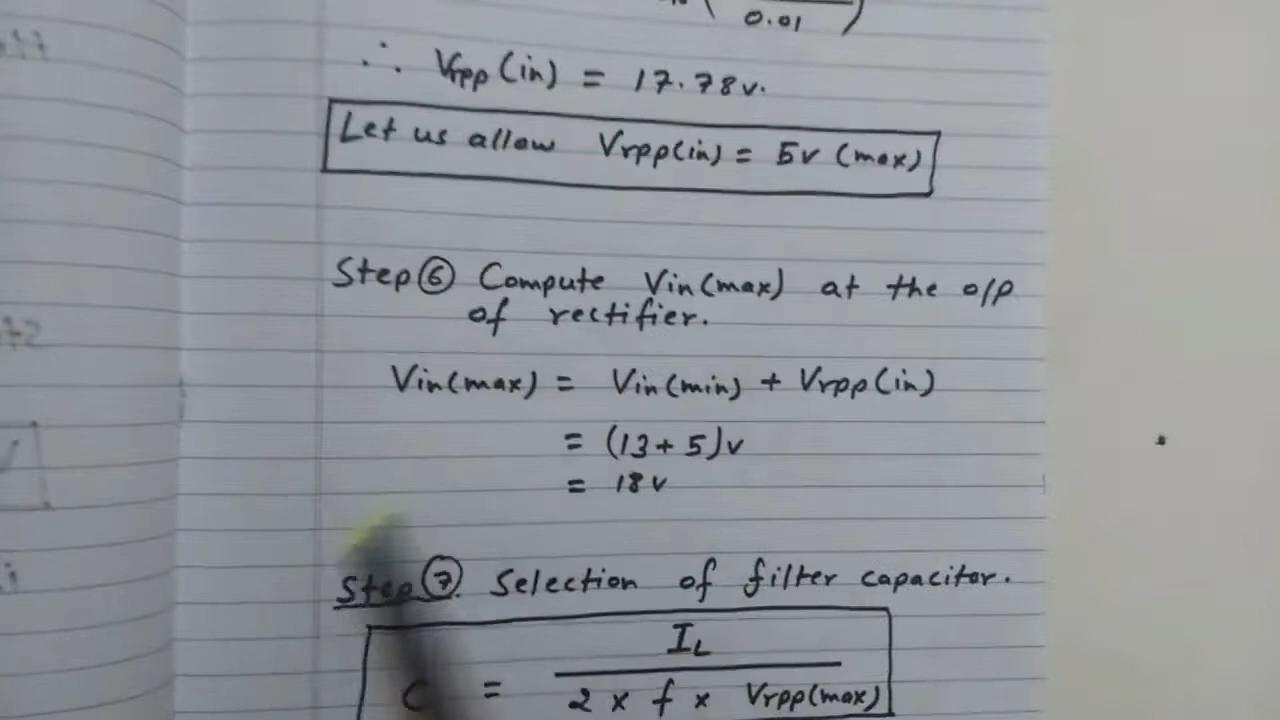 0.01
∴ Vrpp(in) = 17.78v.
Let us allow Vrpp(in) = 5v (max)
Step 6 Compute Vin(max) at the o/p
of rectifier.
Vin(max) = Vin(min) + Vrpp(in)
= (13+5)v
= 18v
Step 7. Selection of filter capacitor.
IL
C = 2 x f x Vrpp(max)